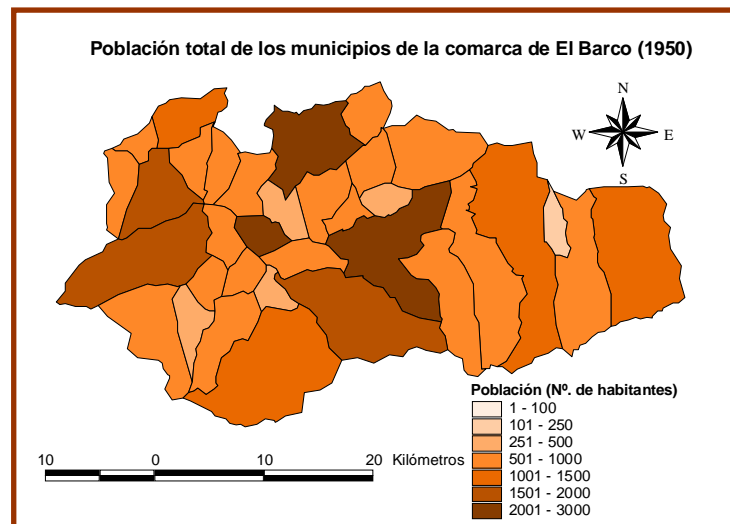 Población total de los municipios de la comarca de El Barco (1950)
N
W E
S
Población (Nº. de habitantes)
1 - 100
101 - 250
251 - 500
501 - 1000
1001 - 1500
1501 - 2000
2001 - 3000
10 0 10 20 Kilómetros